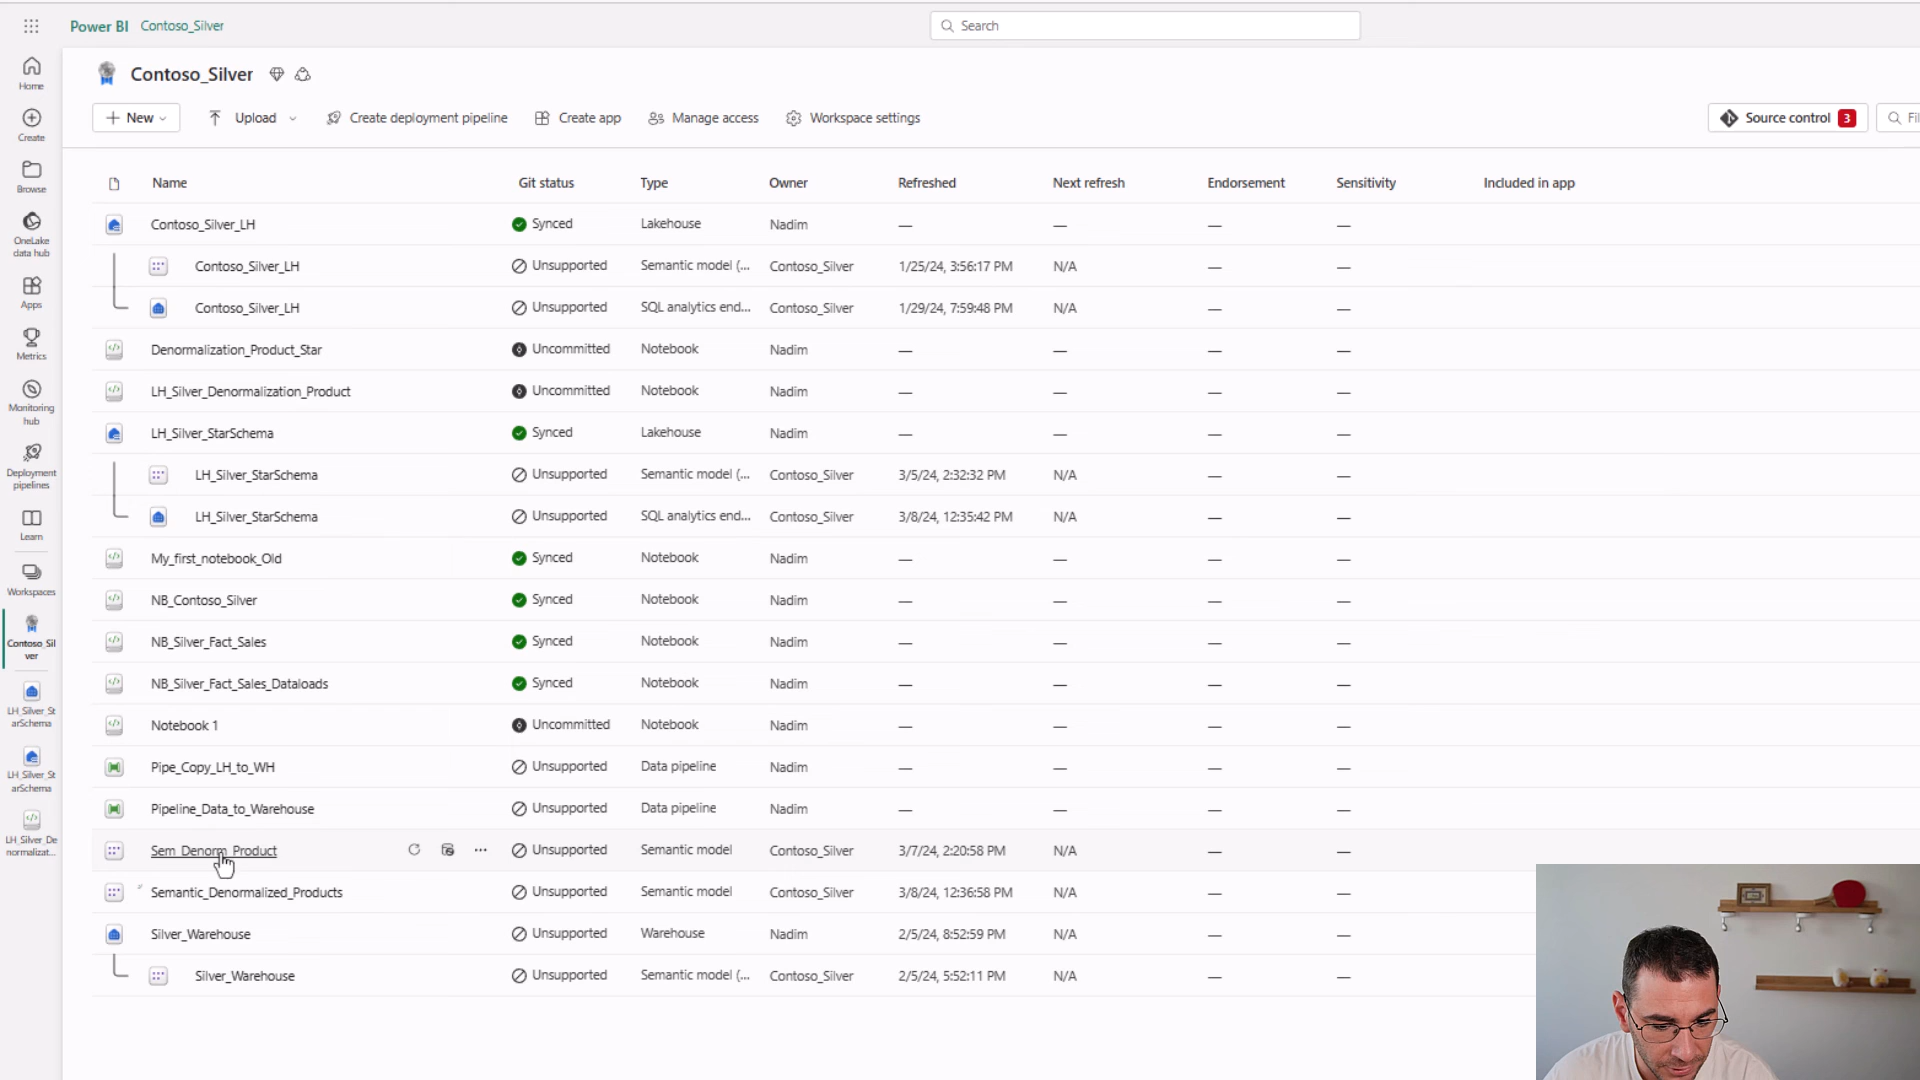 Power BI Contoso_Silver
Search
Home
Create
Browse
OneLake
data hub
Apps
Metrics
Monitoring
hub
Deployment
pipelines
Learn
Workspaces
Contoso_Sil
ver
LH_Silver_St
arSchema
LH_Silver_St
arSchema
LH_Silver_De
normalizat...
Contoso_Silver
New Upload Create deployment pipeline Create app Manage access Workspace settings Source control 3 Fil
Name Git status Type Owner Refreshed Next refresh Endorsement Sensitivity Included in app
Contoso_Silver_LH Synced Lakehouse Nadim — — — —
Contoso_Silver_LH Unsupported Semantic model (... Contoso_Silver 1/25/24, 3:56:17 PM N/A — —
Contoso_Silver_LH Unsupported SQL analytics end... Contoso_Silver 1/29/24, 7:59:48 PM N/A — —
Denormalization_Product_Star Uncommitted Notebook Nadim — — — —
LH_Silver_Denormalization_Product Uncommitted Notebook Nadim — — — —
LH_Silver_StarSchema Synced Lakehouse Nadim — — — —
LH_Silver_StarSchema Unsupported Semantic model (... Contoso_Silver 3/5/24, 2:32:32 PM N/A — —
LH_Silver_StarSchema Unsupported SQL analytics end... Contoso_Silver 3/8/24, 12:35:42 PM N/A — —
My_first_notebook_Old Synced Notebook Nadim — — — —
NB_Contoso_Silver Synced Notebook Nadim — — — —
NB_Silver_Fact_Sales Synced Notebook Nadim — — — —
NB_Silver_Fact_Sales_Dataloads Synced Notebook Nadim — — — —
Notebook 1 Uncommitted Notebook Nadim — — — —
Pipe_Copy_LH_to_WH Unsupported Data pipeline Nadim — — — —
Pipeline_Data_to_Warehouse Unsupported Data pipeline Nadim — — — —
Sem_Denorm_Product Unsupported Semantic model Contoso_Silver 3/7/24, 2:20:58 PM N/A — —
Semantic_Denormalized_Products Unsupported Semantic model Contoso_Silver 3/8/24, 12:36:58 PM N/A — —
Silver_Warehouse Unsupported Warehouse Nadim 2/5/24, 8:52:59 PM N/A — —
Silver_Warehouse Unsupported Semantic model (... Contoso_Silver 2/5/24, 5:52:11 PM N/A — —